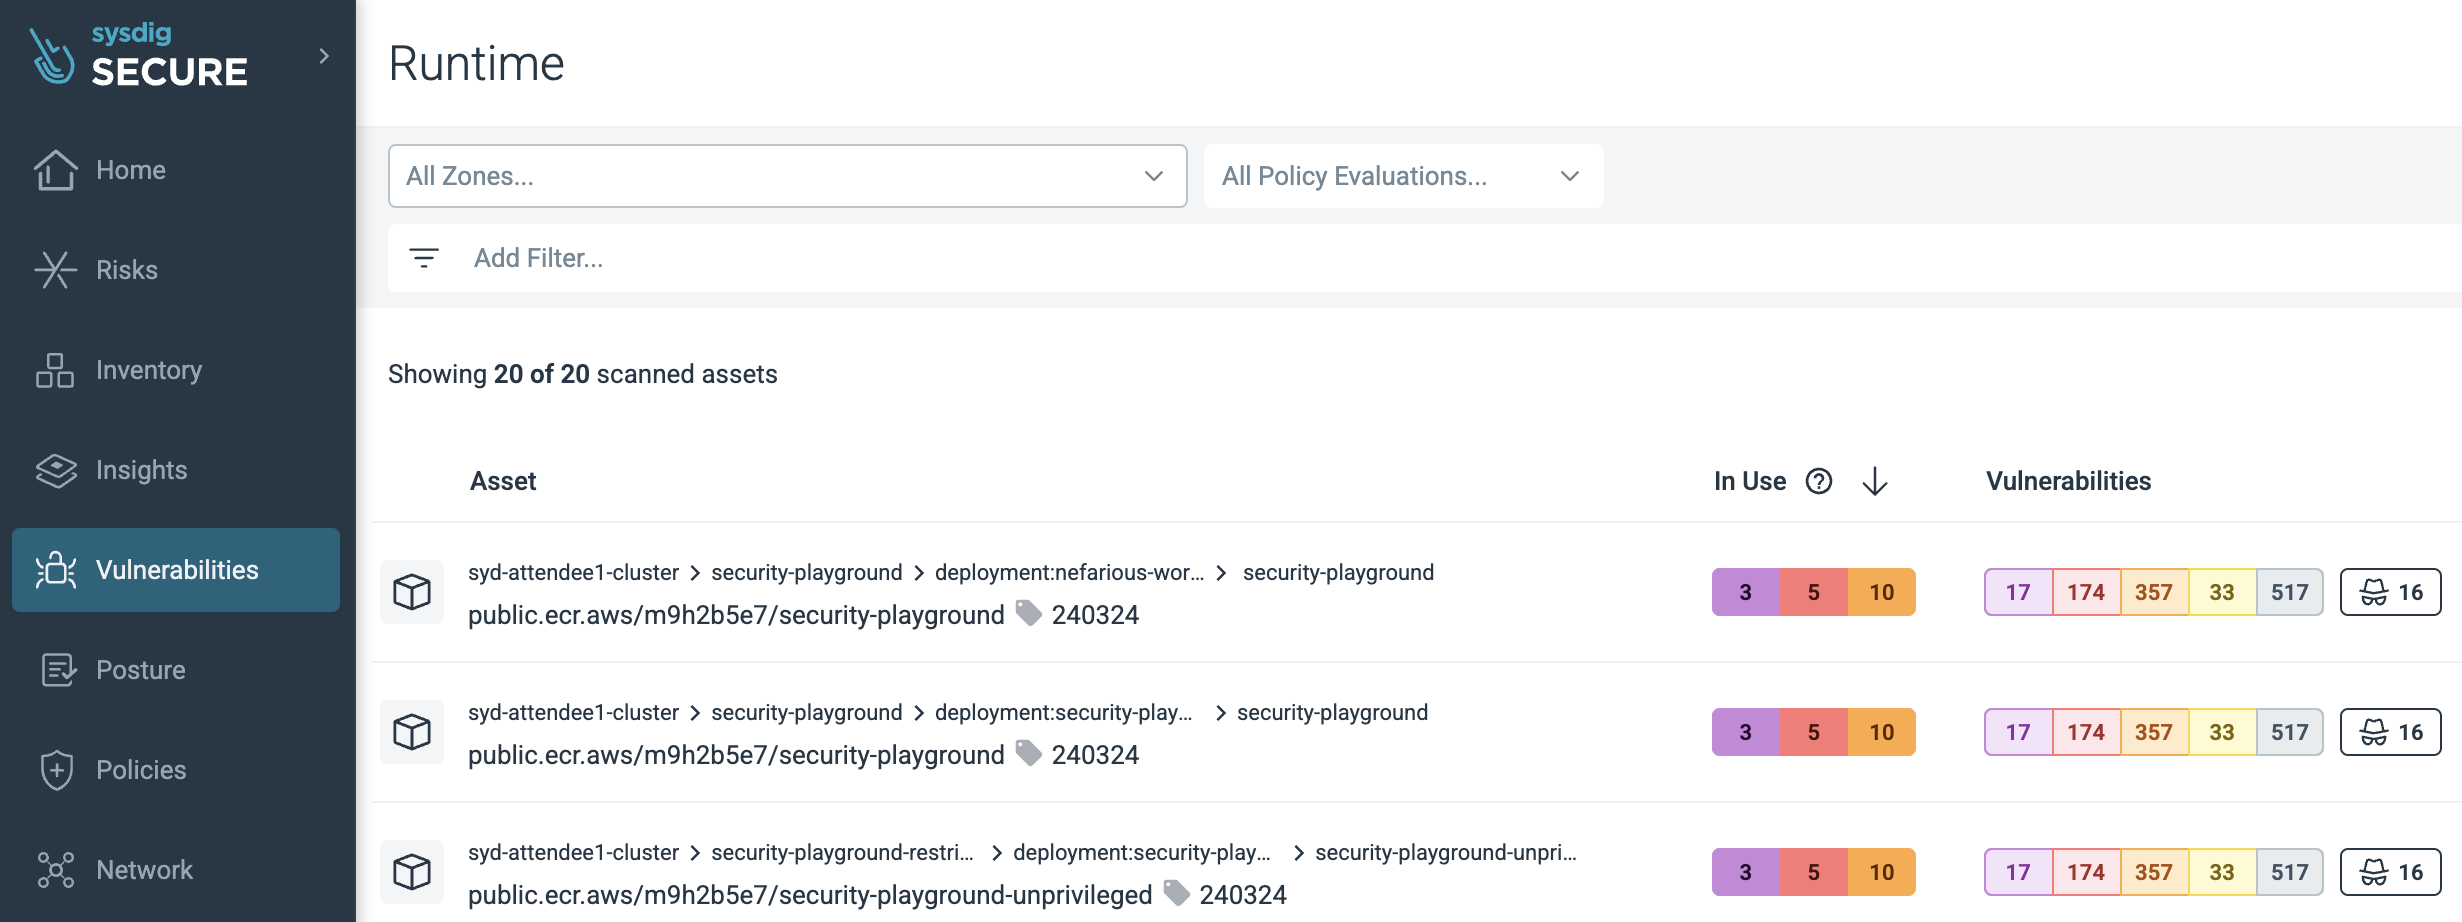 sysdig
SECURE
Home
Risks
Inventory
Insights
Vulnerabilities
Posture
Policies
Network
Runtime
All Zones...
All Policy Evaluations...
Add Filter...
Showing 20 of 20 scanned assets
Asset In Use ? Vulnerabilities
syd-attendee1-cluster > security-playground > deployment:nefarious-wor... > security-playground
public.ecr.aws/m9h2b5e7/security-playground 240324
3 5 10 17 174 357 33 517 16
syd-attendee1-cluster > security-playground > deployment:security-play... > security-playground
public.ecr.aws/m9h2b5e7/security-playground 240324
3 5 10 17 174 357 33 517 16
syd-attendee1-cluster > security-playground-restri... > deployment:security-play... > security-playground-unpri...
public.ecr.aws/m9h2b5e7/security-playground-unprivileged 240324
3 5 10 17 174 357 33 517 16